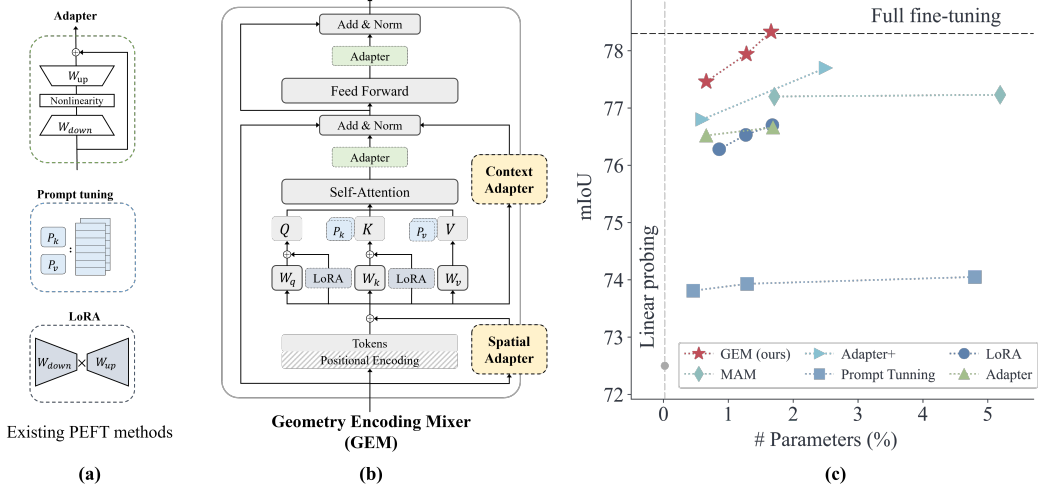 Adapter
W_up
Nonlinearity
W_down
Prompt tuning
P_k
:
P_v
LoRA
W_down × W_up
Existing PEFT methods
(a)
Add & Norm
Adapter
Feed Forward
Add & Norm
Adapter
Context
Adapter
Self-Attention
Q P_k K P_v V
W_q LoRA W_k LoRA W_v
Tokens
Positional Encoding
Spatial
Adapter
Geometry Encoding Mixer
(GEM)
(b)
Full fine-tuning
78
77
76
75
74
73
72
mIoU
Linear probing
GEM (ours) Adapter+ LoRA
MAM Prompt Tunning Adapter
0 1 2 3 4 5
# Parameters (%)
(c)